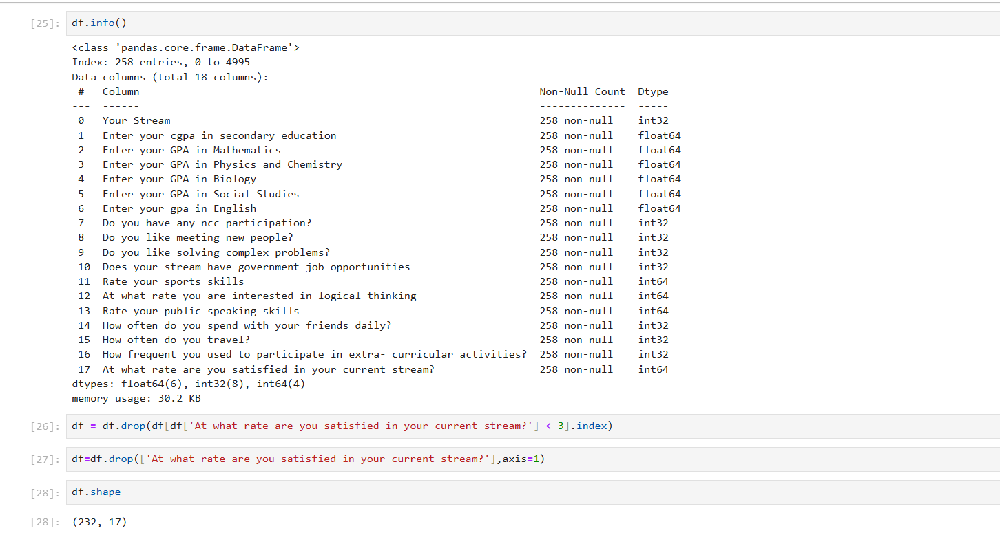 [25]: df.info()
<class 'pandas.core.frame.DataFrame'>
Index: 258 entries, 0 to 4995
Data columns (total 18 columns):
 #   Column                                                                 Non-Null Count  Dtype
---  ------                                                                 --------------  -----
 0   Your Stream                                                            258 non-null    int32
 1   Enter your cgpa in secondary education                                 258 non-null    float64
 2   Enter your GPA in Mathematics                                          258 non-null    float64
 3   Enter your GPA in Physics and Chemistry                                258 non-null    float64
 4   Enter your GPA in Biology                                              258 non-null    float64
 5   Enter your GPA in Social Studies                                       258 non-null    float64
 6   Enter your gpa in English                                              258 non-null    float64
 7   Do you have any ncc participation?                                     258 non-null    int32
 8   Do you like meeting new people?                                        258 non-null    int32
 9   Do you like solving complex problems?                                  258 non-null    int32
 10  Does your stream have government job opportunities                     258 non-null    int32
 11  Rate your sports skills                                                258 non-null    int64
 12  At what rate you are interested in logical thinking                    258 non-null    int64
 13  Rate your public speaking skills                                       258 non-null    int64
 14  How often do you spend with your friends daily?                        258 non-null    int32
 15  How often do you travel?                                               258 non-null    int32
 16  How frequent you used to participate in extra- curricular activities?  258 non-null    int32
 17  At what rate are you satisfied in your current stream?                 258 non-null    int64
dtypes: float64(6), int32(8), int64(4)
memory usage: 30.2 KB
[26]: df = df.drop(df[df['At what rate are you satisfied in your current stream?'] < 3].index)
[27]: df=df.drop(['At what rate are you satisfied in your current stream?'],axis=1)
[28]: df.shape
[28]: (232, 17)